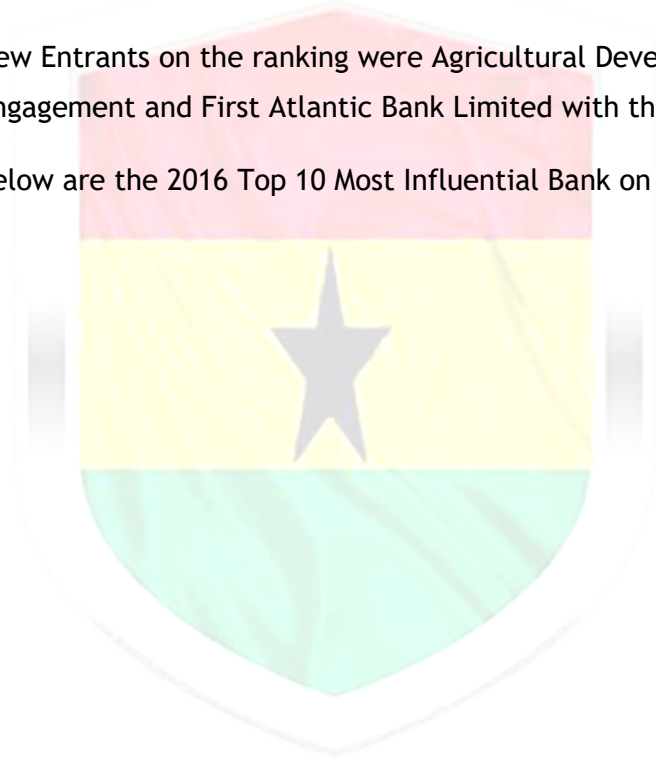 ew Entrants on the ranking were Agricultural Deve
ngagement and First Atlantic Bank Limited with th
elow are the 2016 Top 10 Most Influential Bank on